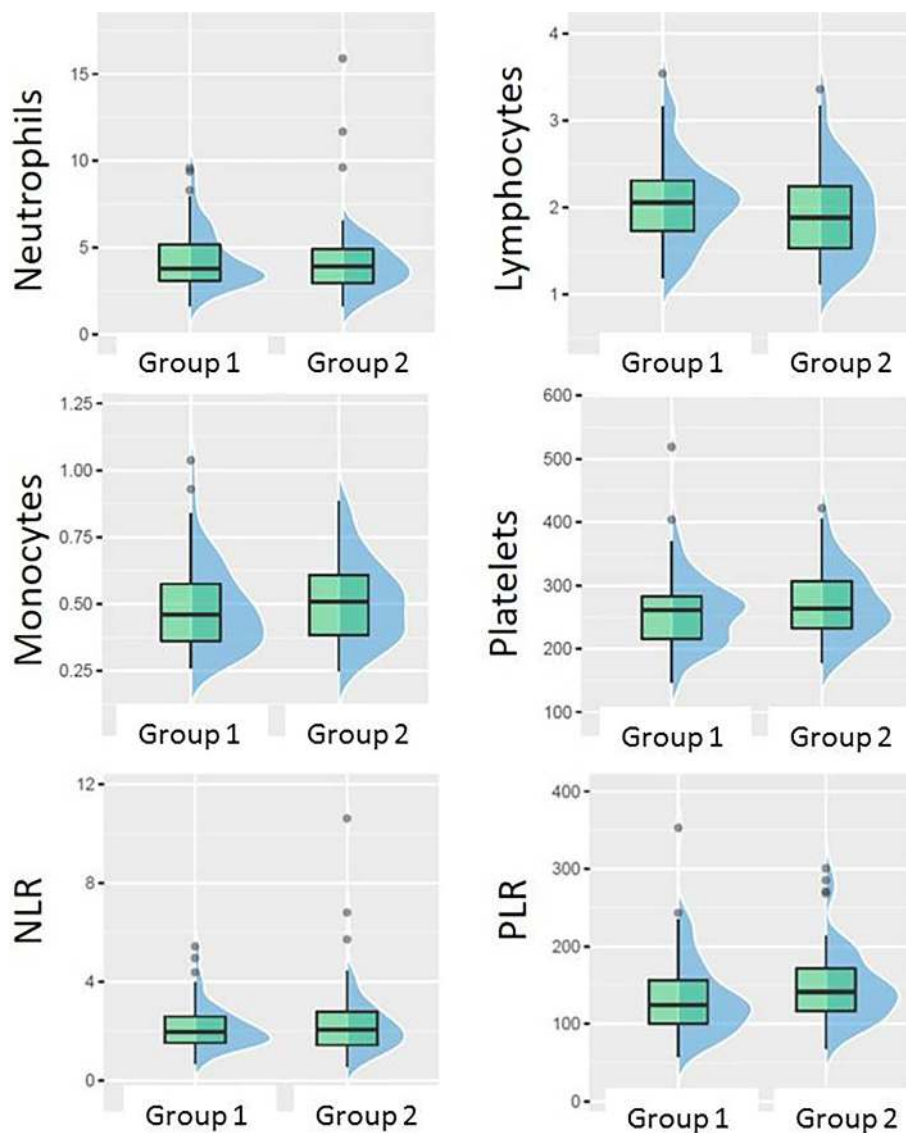 Neutrophils
15
10
5
0
Group 1 Group 2
Lymphocytes
4
3
2
1
Group 1 Group 2
Monocytes
1.25
1.00
0.75
0.50
0.25
Group 1 Group 2
Platelets
600
500
400
300
200
100
Group 1 Group 2
NLR
12
8
4
0
Group 1 Group 2
PLR
400
300
200
100
0
Group 1 Group 2